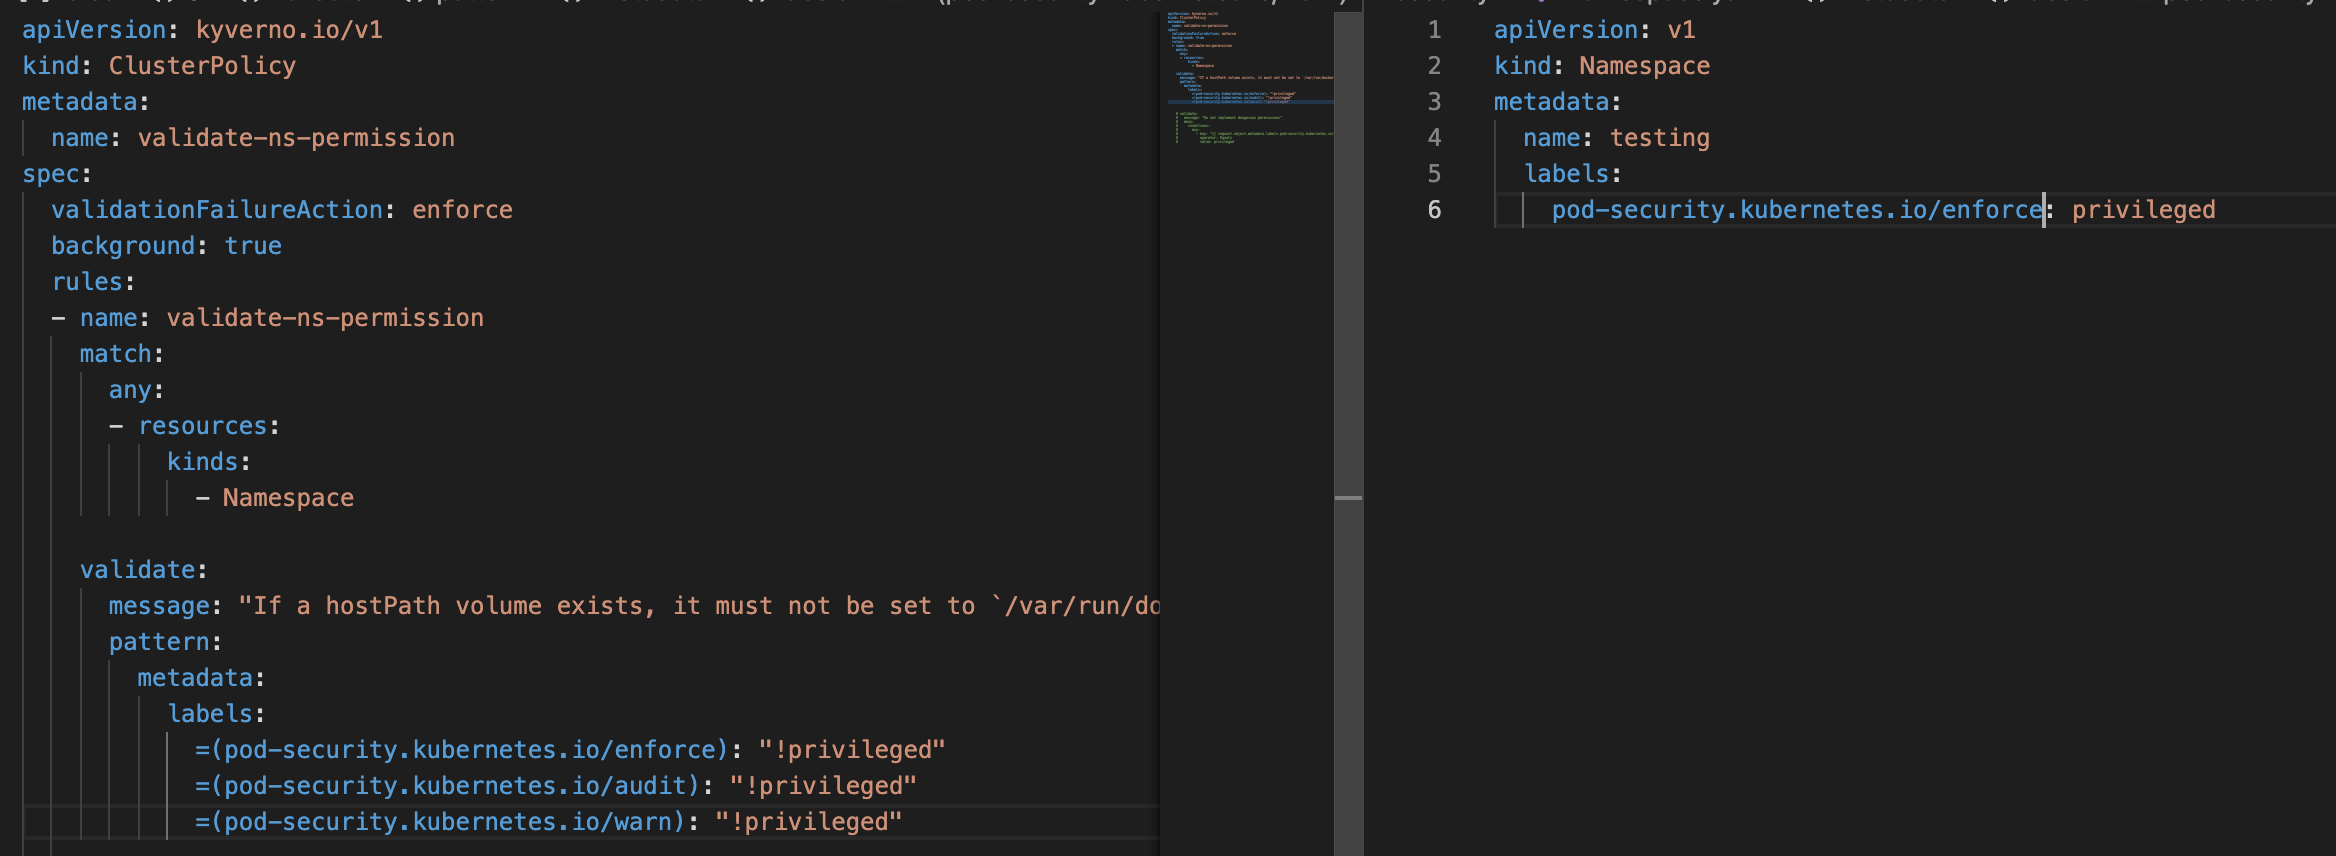 apiVersion: kyverno.io/v1
kind: ClusterPolicy
metadata:
  name: validate-ns-permission
spec:
  validationFailureAction: enforce
  background: true
  rules:
  - name: validate-ns-permission
    match:
      any:
      - resources:
          kinds:
            - Namespace
    validate:
      message: "If a hostPath volume exists, it must not be set to `/var/run/do
      pattern:
        metadata:
          labels:
            =(pod-security.kubernetes.io/enforce): "!privileged"
            =(pod-security.kubernetes.io/audit): "!privileged"
            =(pod-security.kubernetes.io/warn): "!privileged"
1 apiVersion: v1
2 kind: Namespace
3 metadata:
4   name: testing
5   labels:
6     pod-security.kubernetes.io/enforce: privileged